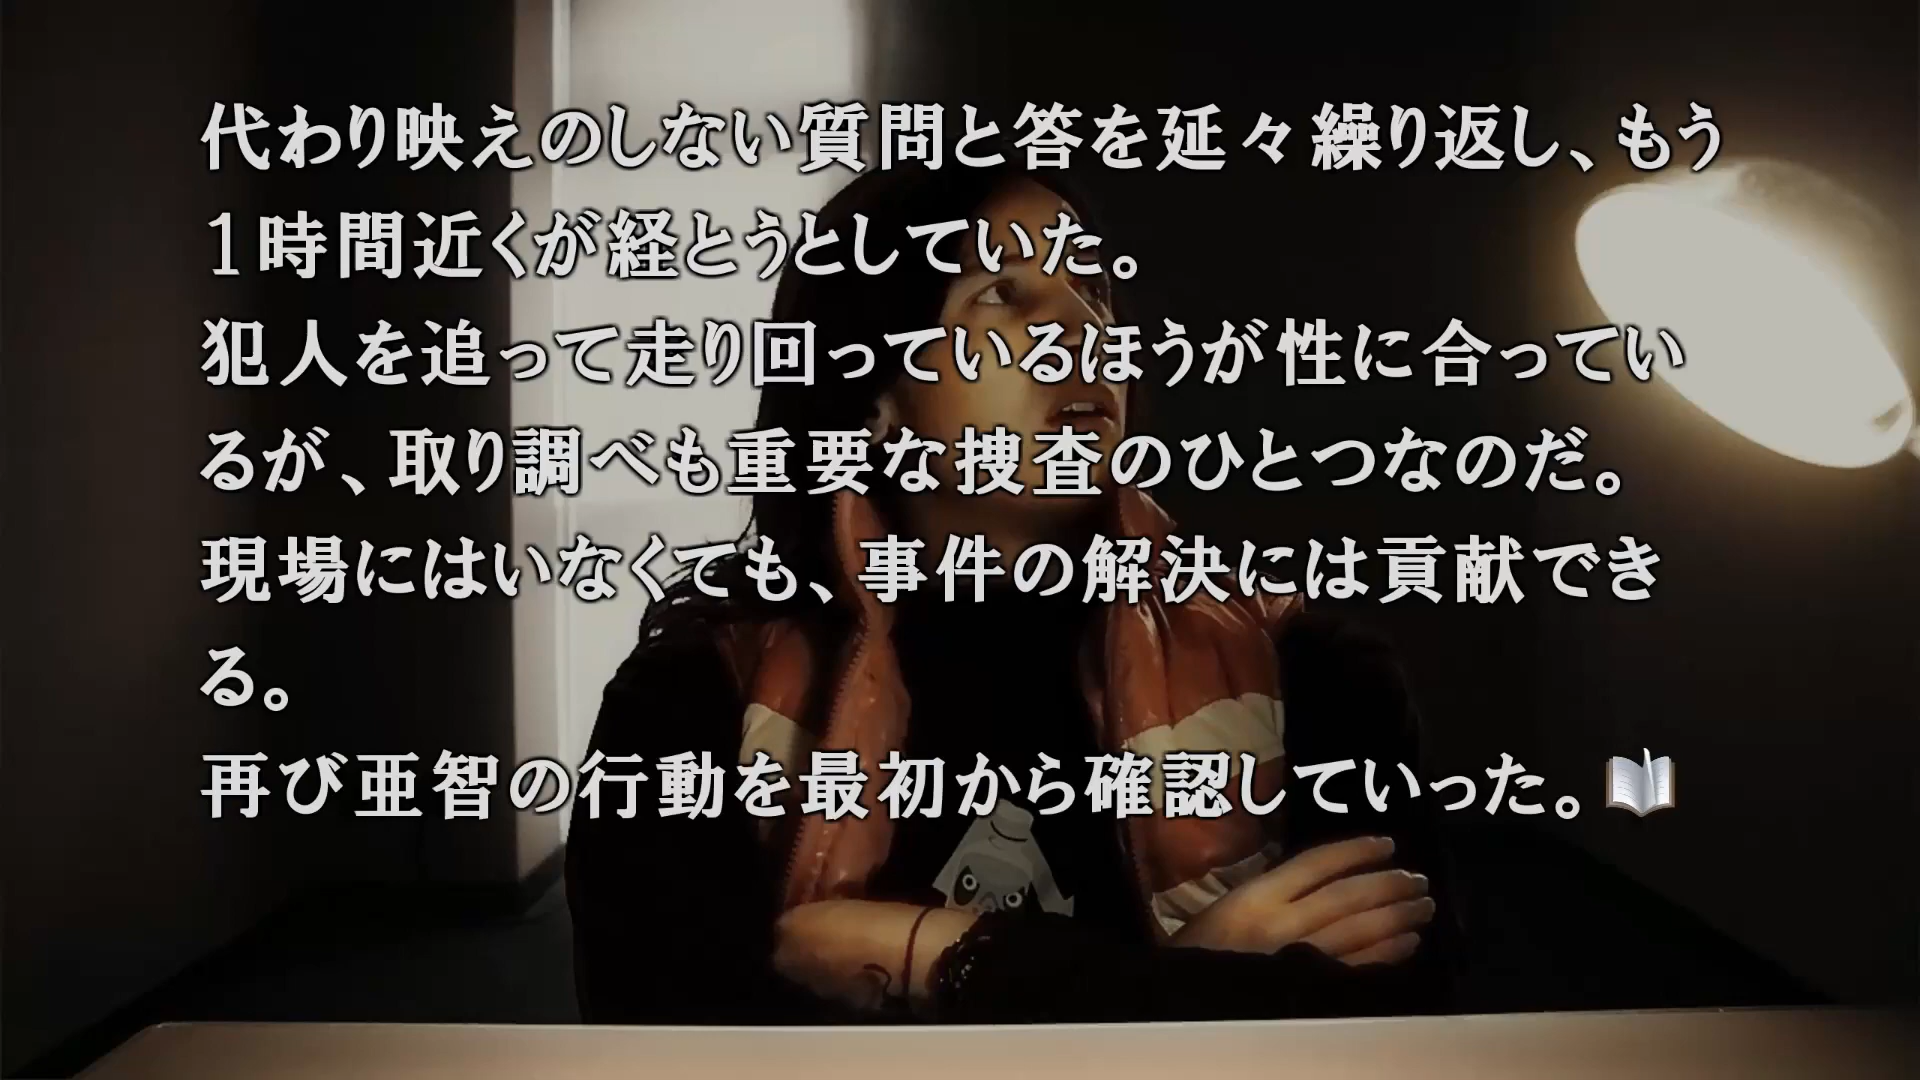 代わり映えのしない質問と答を延々繰り返し、もう
１時間近くが経とうとしていた。
犯人を追って走り回っているほうが性に合ってい
るが、取り調べも重要な捜査のひとつなのだ。
現場にはいなくても、事件の解決には貢献でき
る。
再び亜智の行動を最初から確認していった。